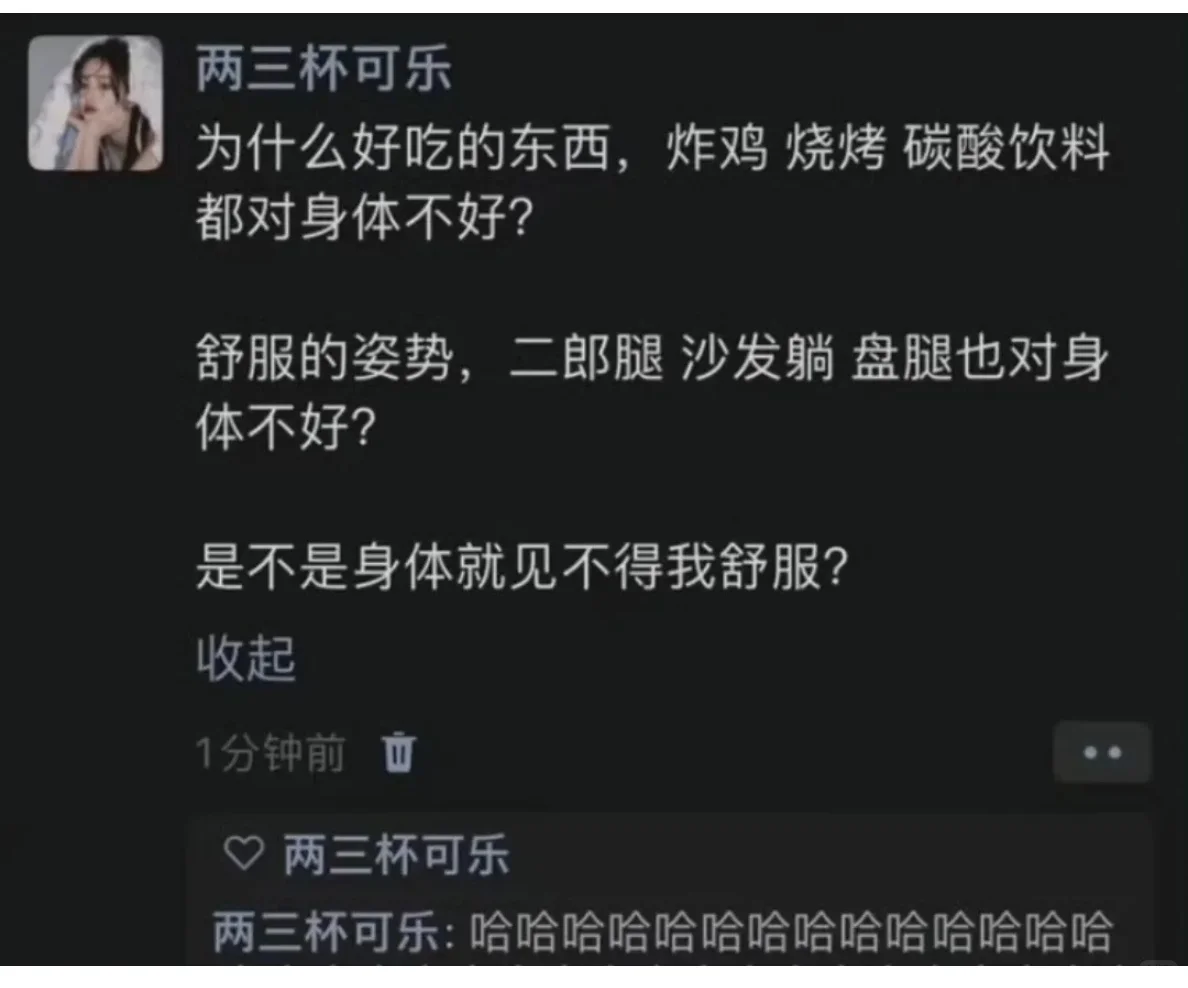 两三杯可乐
为什么好吃的东西，炸鸡 烧烤 碳酸饮料
都对身体不好？
舒服的姿势，二郎腿 沙发躺 盘腿也对身
体不好？
是不是身体就见不得我舒服？
收起
1分钟前
两三杯可乐
两三杯可乐: 哈哈哈哈哈哈哈哈哈哈哈哈哈哈